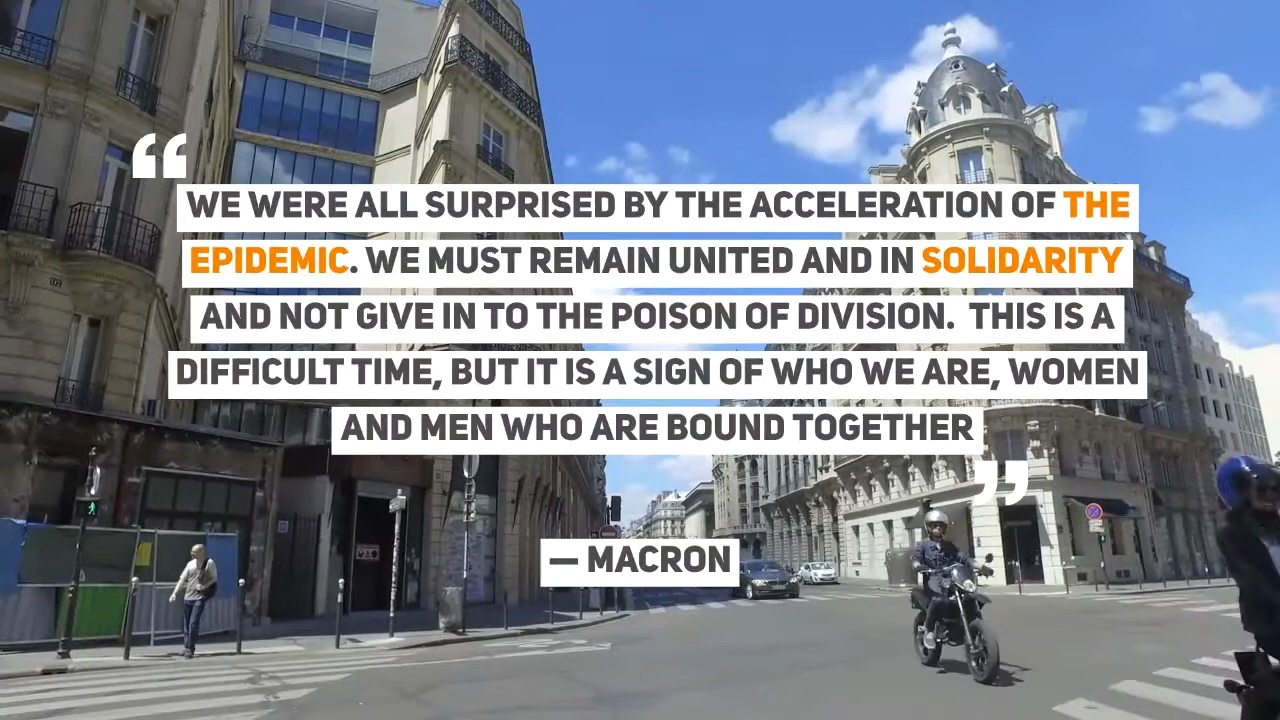 “
WE WERE ALL SURPRISED BY THE ACCELERATION OF THE
EPIDEMIC. WE MUST REMAIN UNITED AND IN SOLIDARITY
AND NOT GIVE IN TO THE POISON OF DIVISION.  THIS IS A
DIFFICULT TIME, BUT IT IS A SIGN OF WHO WE ARE, WOMEN
AND MEN WHO ARE BOUND TOGETHER
”
— MACRON